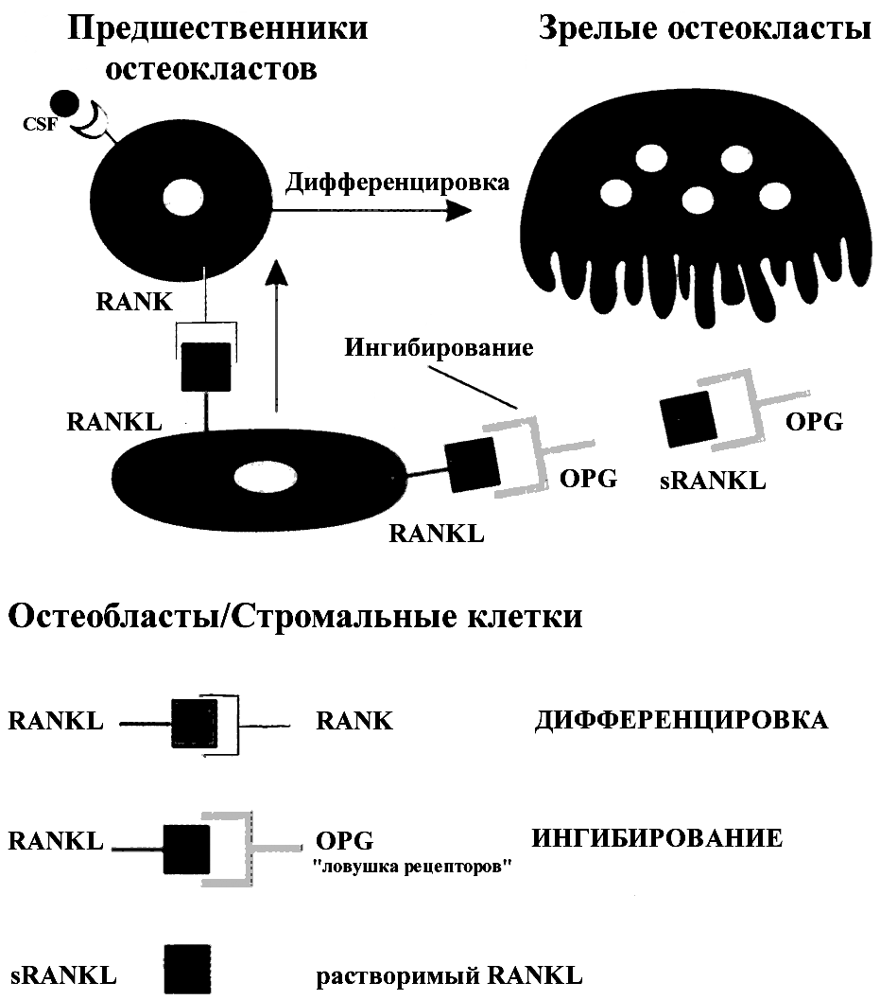 Предшественники
остеокластов
Зрелые остеокласты
CSF
Дифференцировка
RANK
Ингибирование
RANKL
OPG
OPG
sRANKL
RANKL
Остеобласты/Стромальные клетки
RANKL RANK ДИФФЕРЕНЦИРОВКА
RANKL OPG ИНГИБИРОВАНИЕ
"ловушка рецепторов"
sRANKL растворимый RANKL